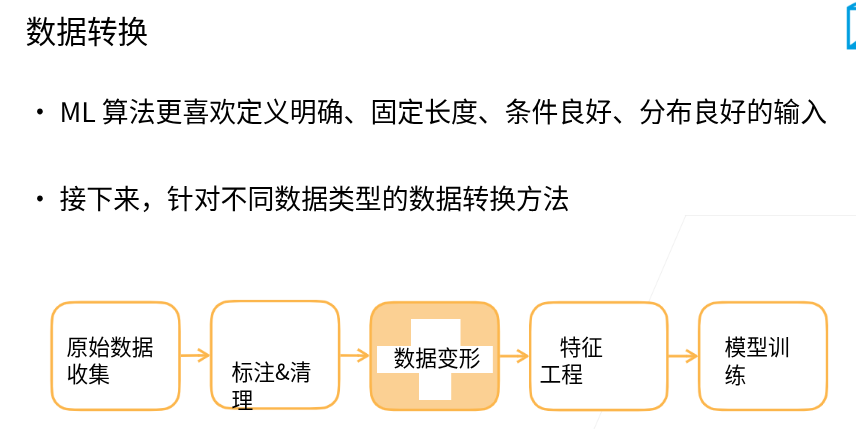 数据转换
• ML 算法更喜欢定义明确、固定长度、条件良好、分布良好的输入
• 接下来，针对不同数据类型的数据转换方法
原始数据
收集
标注&清
理
数据变形
特征
工程
模型训
练